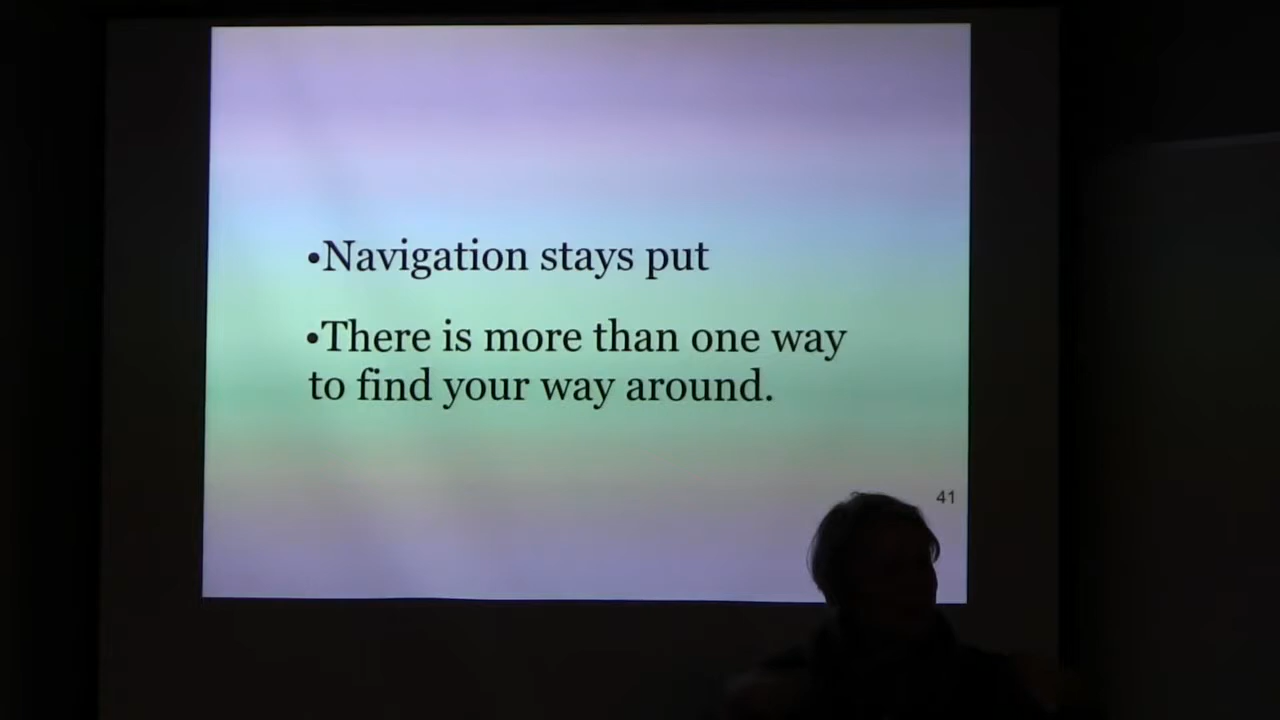 •Navigation stays put
•There is more than one way
to find your way around.
41